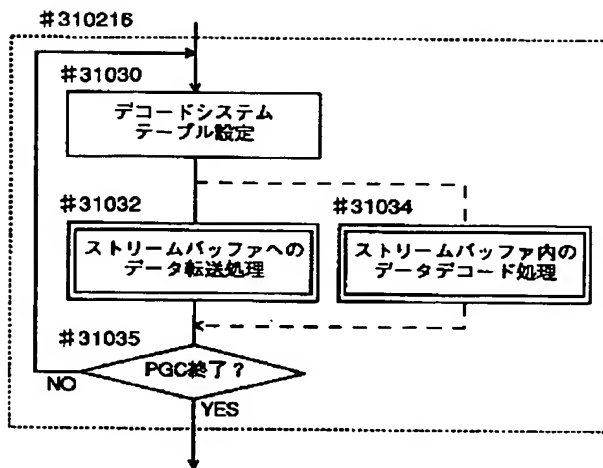 #310216
#31030
デコードシステム
テーブル設定
#31032
ストリームバッファへの
データ転送処理
#31034
ストリームバッファ内の
データデコード処理
#31035
PGC終了？
NO
YES